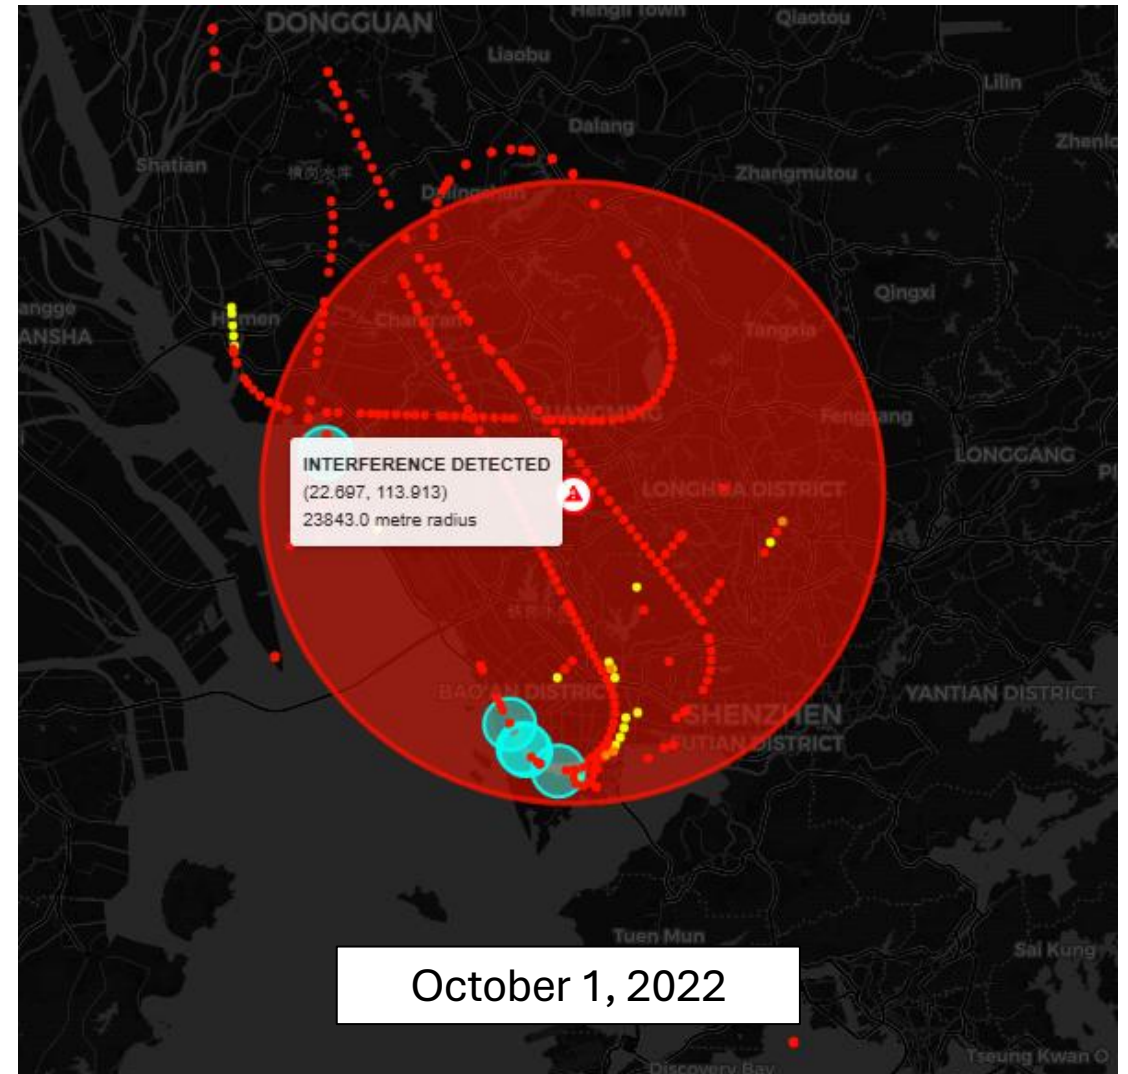 DONGGUAN
Hengli Town
Qiaotou
Liaobu
Lilin
Dalang
Shatian
Zhangmutou
Qingxi
Tangxia
LONGGANG
INTERFERENCE DETECTED
(22.697, 113.913)
23843.0 metre radius
LONGHUA DISTRICT
BAO'AN DISTRICT
YANTIAN DISTRICT
SHENZHEN
FUTIAN DISTRICT
Tuen Mun
Sai Kung
October 1, 2022
Tseung Kwan O
Discovery Bay